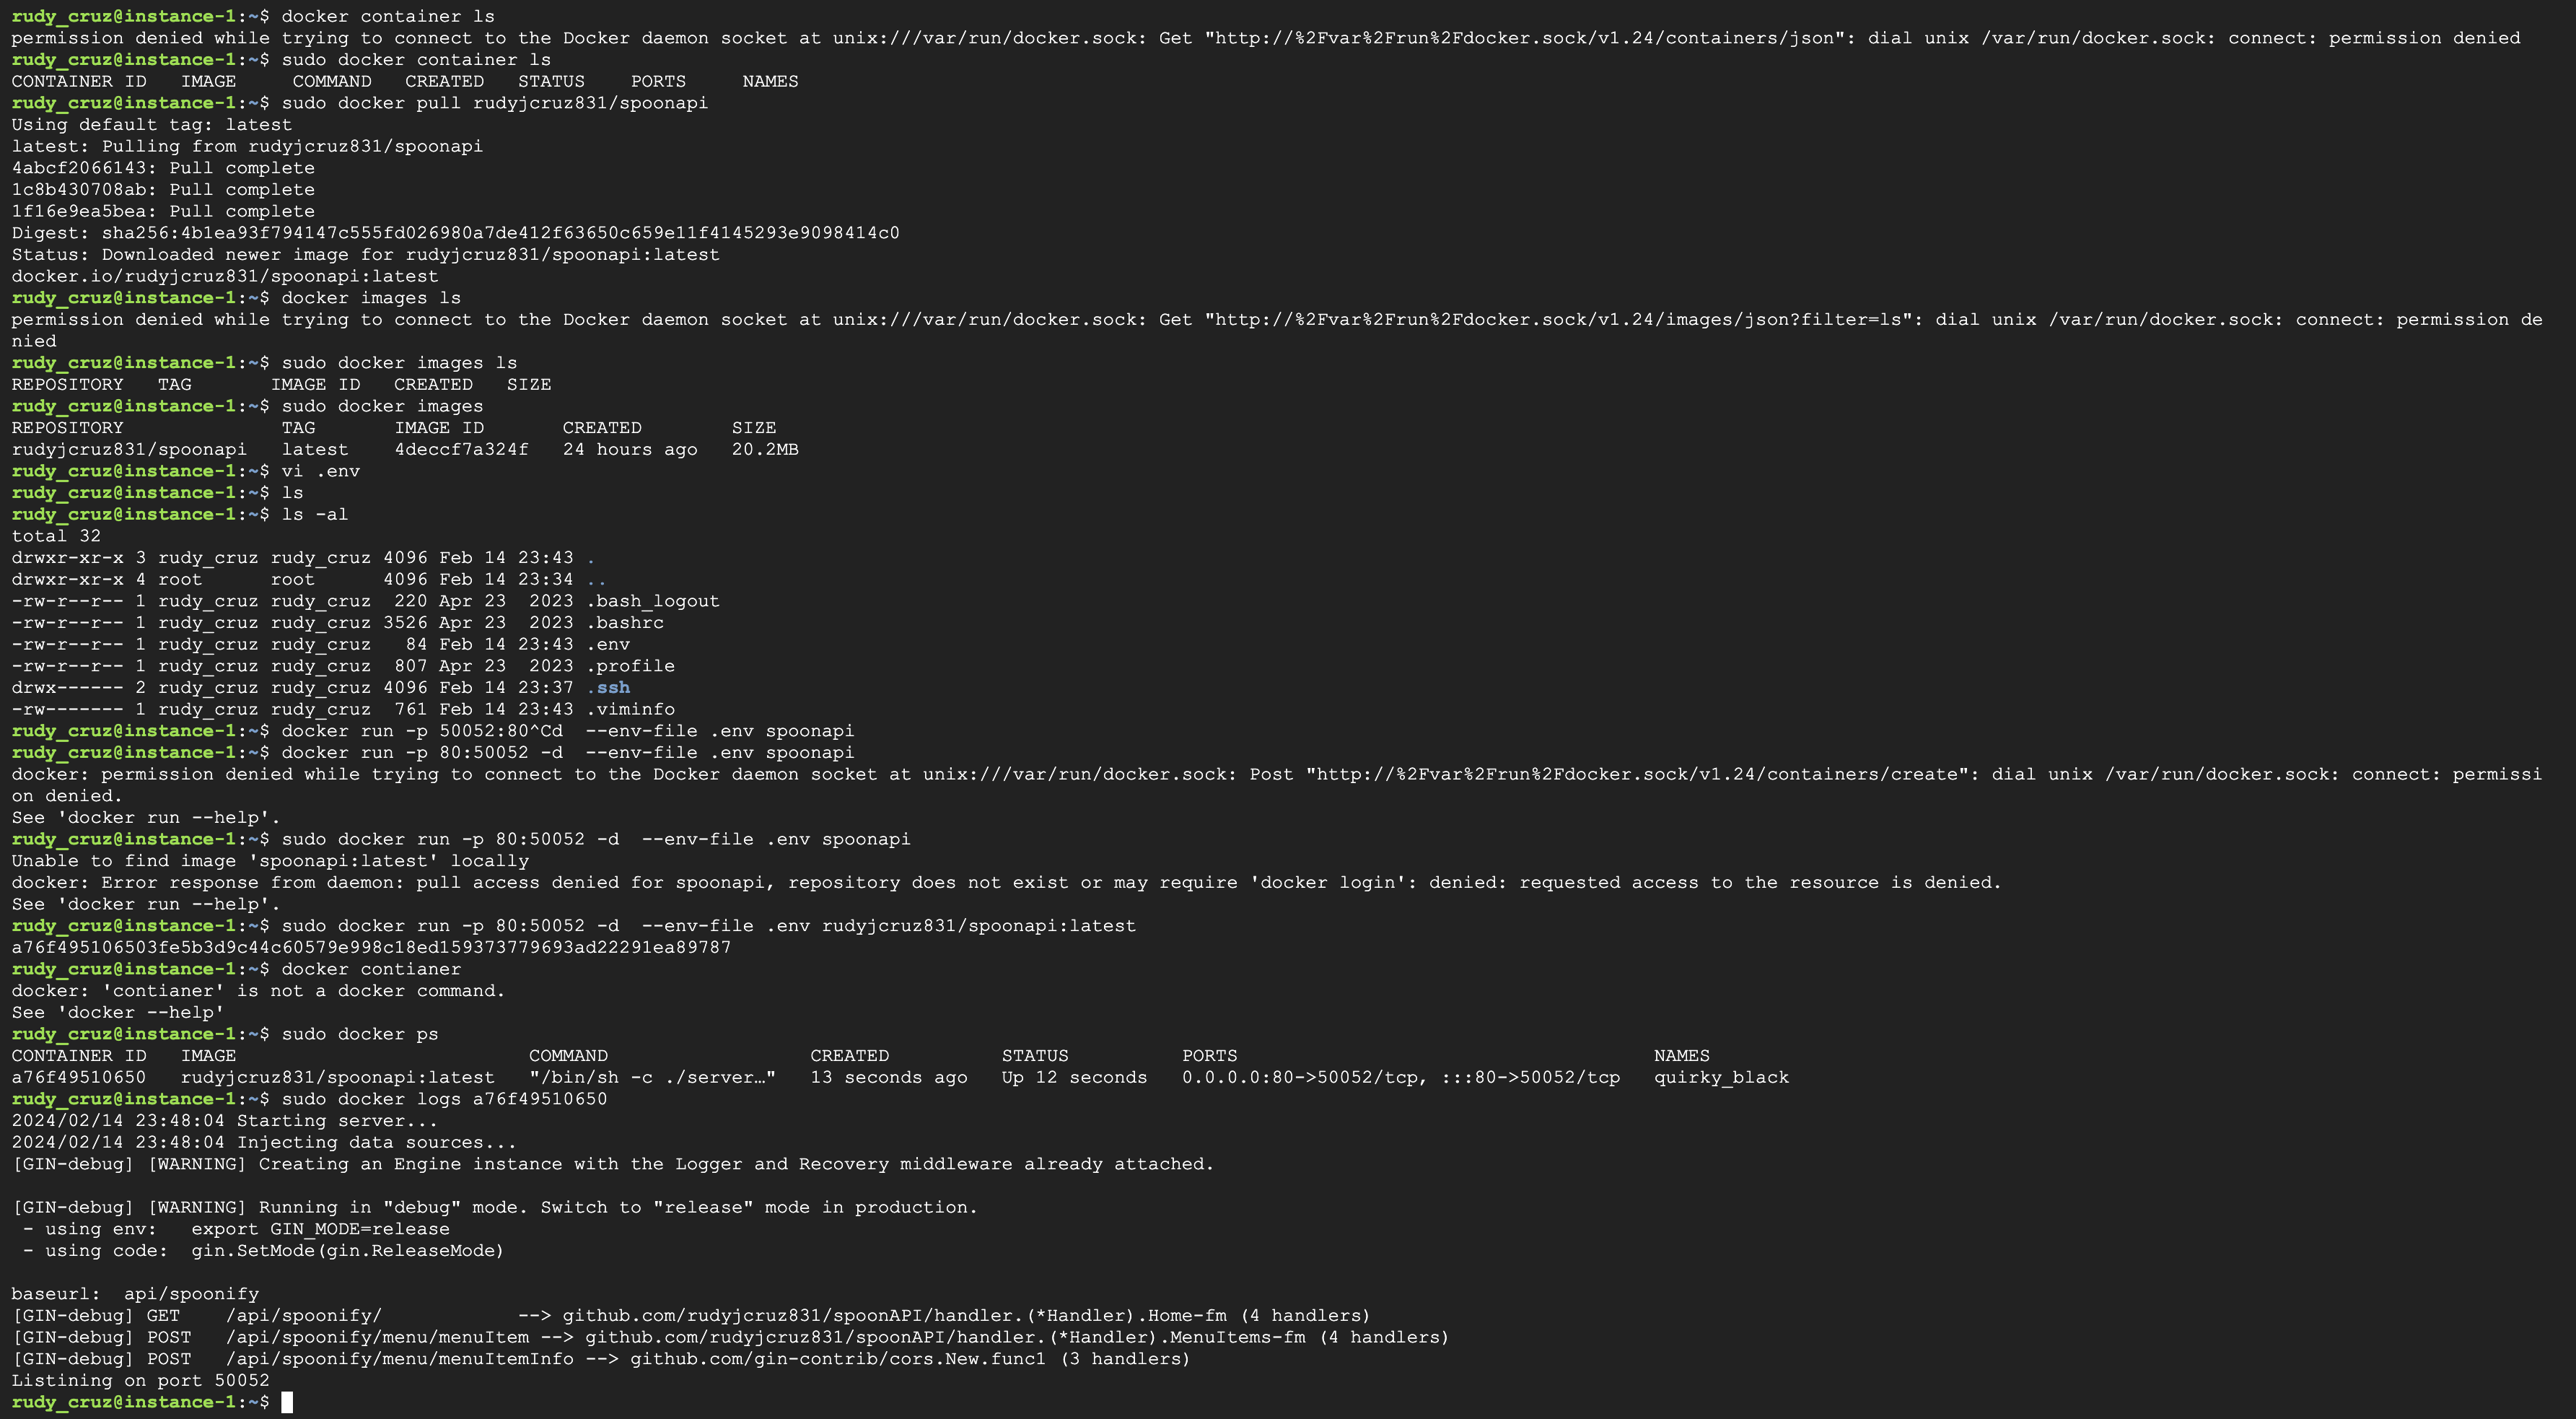 rudy_cruz@instance-1:~$ docker container ls
permission denied while trying to connect to the Docker daemon socket at unix:///var/run/docker.sock: Get "http://%2Fvar%2Frun%2Fdocker.sock/v1.24/containers/json": dial unix /var/run/docker.sock: connect: permission denied
rudy_cruz@instance-1:~$ sudo docker container ls
CONTAINER ID   IMAGE     COMMAND   CREATED   STATUS    PORTS     NAMES
rudy_cruz@instance-1:~$ sudo docker pull rudyjcruz831/spoonapi
Using default tag: latest
latest: Pulling from rudyjcruz831/spoonapi
4abcf2066143: Pull complete
1c8b430708ab: Pull complete
1f16e9ea5bea: Pull complete
Digest: sha256:4b1ea93f794147c555fd026980a7de412f63650c659e11f4145293e9098414c0
Status: Downloaded newer image for rudyjcruz831/spoonapi:latest
docker.io/rudyjcruz831/spoonapi:latest
rudy_cruz@instance-1:~$ docker images ls
permission denied while trying to connect to the Docker daemon socket at unix:///var/run/docker.sock: Get "http://%2Fvar%2Frun%2Fdocker.sock/v1.24/images/json?filter=ls": dial unix /var/run/docker.sock: connect: permission de
nied
rudy_cruz@instance-1:~$ sudo docker images ls
REPOSITORY   TAG       IMAGE ID   CREATED   SIZE
rudy_cruz@instance-1:~$ sudo docker images
REPOSITORY              TAG       IMAGE ID       CREATED        SIZE
rudyjcruz831/spoonapi   latest    4deccf7a324f   24 hours ago   20.2MB
rudy_cruz@instance-1:~$ vi .env
rudy_cruz@instance-1:~$ ls
rudy_cruz@instance-1:~$ ls -al
total 32
drwxr-xr-x 3 rudy_cruz rudy_cruz 4096 Feb 14 23:43 .
drwxr-xr-x 4 root      root      4096 Feb 14 23:34 ..
-rw-r--r-- 1 rudy_cruz rudy_cruz  220 Apr 23  2023 .bash_logout
-rw-r--r-- 1 rudy_cruz rudy_cruz 3526 Apr 23  2023 .bashrc
-rw-r--r-- 1 rudy_cruz rudy_cruz   84 Feb 14 23:43 .env
-rw-r--r-- 1 rudy_cruz rudy_cruz  807 Apr 23  2023 .profile
drwx------ 2 rudy_cruz rudy_cruz 4096 Feb 14 23:37 .ssh
-rw------- 1 rudy_cruz rudy_cruz  761 Feb 14 23:43 .viminfo
rudy_cruz@instance-1:~$ docker run -p 50052:80^Cd  --env-file .env spoonapi
rudy_cruz@instance-1:~$ docker run -p 80:50052 -d  --env-file .env spoonapi
docker: permission denied while trying to connect to the Docker daemon socket at unix:///var/run/docker.sock: Post "http://%2Fvar%2Frun%2Fdocker.sock/v1.24/containers/create": dial unix /var/run/docker.sock: connect: permissi
on denied.
See 'docker run --help'.
rudy_cruz@instance-1:~$ sudo docker run -p 80:50052 -d  --env-file .env spoonapi
Unable to find image 'spoonapi:latest' locally
docker: Error response from daemon: pull access denied for spoonapi, repository does not exist or may require 'docker login': denied: requested access to the resource is denied.
See 'docker run --help'.
rudy_cruz@instance-1:~$ sudo docker run -p 80:50052 -d  --env-file .env rudyjcruz831/spoonapi:latest
a76f495106503fe5b3d9c44c60579e998c18ed159373779693ad22291ea89787
rudy_cruz@instance-1:~$ docker contianer
docker: 'contianer' is not a docker command.
See 'docker --help'
rudy_cruz@instance-1:~$ sudo docker ps
CONTAINER ID   IMAGE                          COMMAND                  CREATED          STATUS          PORTS                                     NAMES
a76f49510650   rudyjcruz831/spoonapi:latest   "/bin/sh -c ./server…"   13 seconds ago   Up 12 seconds   0.0.0.0:80->50052/tcp, :::80->50052/tcp   quirky_black
rudy_cruz@instance-1:~$ sudo docker logs a76f49510650
2024/02/14 23:48:04 Starting server...
2024/02/14 23:48:04 Injecting data sources...
[GIN-debug] [WARNING] Creating an Engine instance with the Logger and Recovery middleware already attached.

[GIN-debug] [WARNING] Running in "debug" mode. Switch to "release" mode in production.
 - using env:   export GIN_MODE=release
 - using code:  gin.SetMode(gin.ReleaseMode)

baseurl:  api/spoonify
[GIN-debug] GET    /api/spoonify/            --> github.com/rudyjcruz831/spoonAPI/handler.(*Handler).Home-fm (4 handlers)
[GIN-debug] POST   /api/spoonify/menu/menuItem --> github.com/rudyjcruz831/spoonAPI/handler.(*Handler).MenuItems-fm (4 handlers)
[GIN-debug] POST   /api/spoonify/menu/menuItemInfo --> github.com/gin-contrib/cors.New.func1 (3 handlers)
Listining on port 50052
rudy_cruz@instance-1:~$